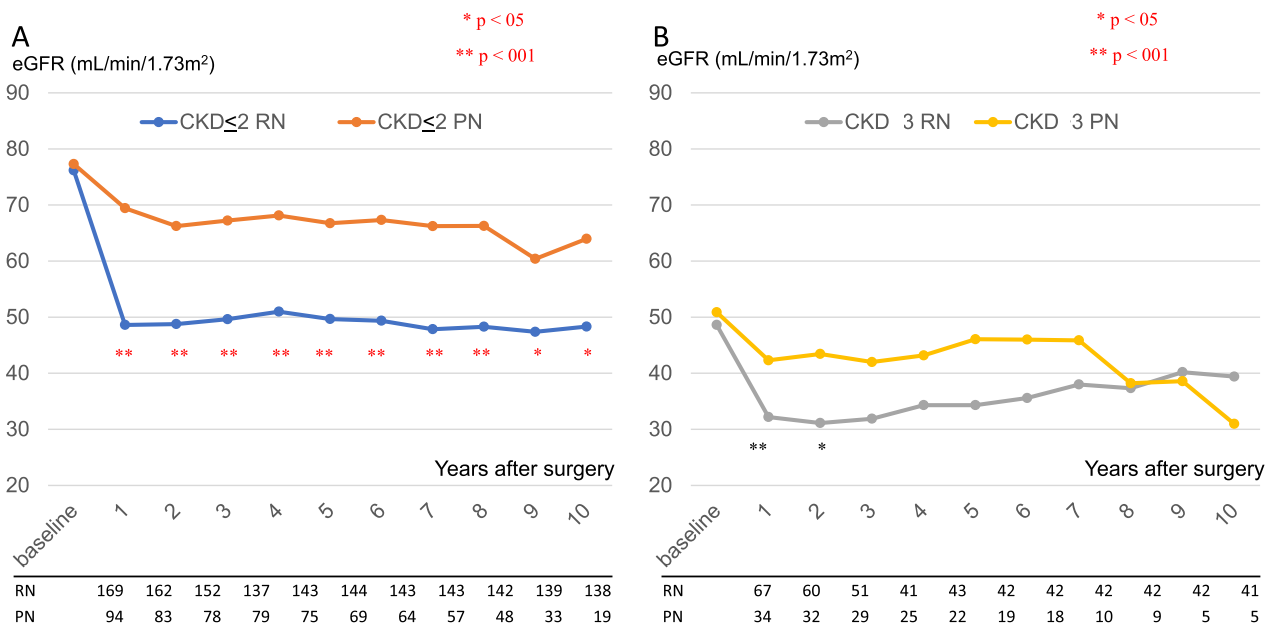 A
eGFR (mL/min/1.73m²)
* p < 05
** p < 001
90
CKD≤2 RN CKD≤2 PN
80
70
60
50
** ** ** ** ** ** ** ** * *
40
30
Years after surgery
20
baseline 1 2 3 4 5 6 7 8 9 10
RN 169 162 152 137 143 144 143 143 142 139 138
PN 94 83 78 79 75 69 64 57 48 33 19
B
eGFR (mL/min/1.73m²)
* p < 05
** p < 001
90
CKD 3 RN CKD 3 PN
80
70
60
50
40
30
** *
Years after surgery
20
baseline 1 2 3 4 5 6 7 8 9 10
RN 67 60 51 41 43 42 42 42 42 42 41
PN 34 32 29 25 22 19 18 10 9 5 5